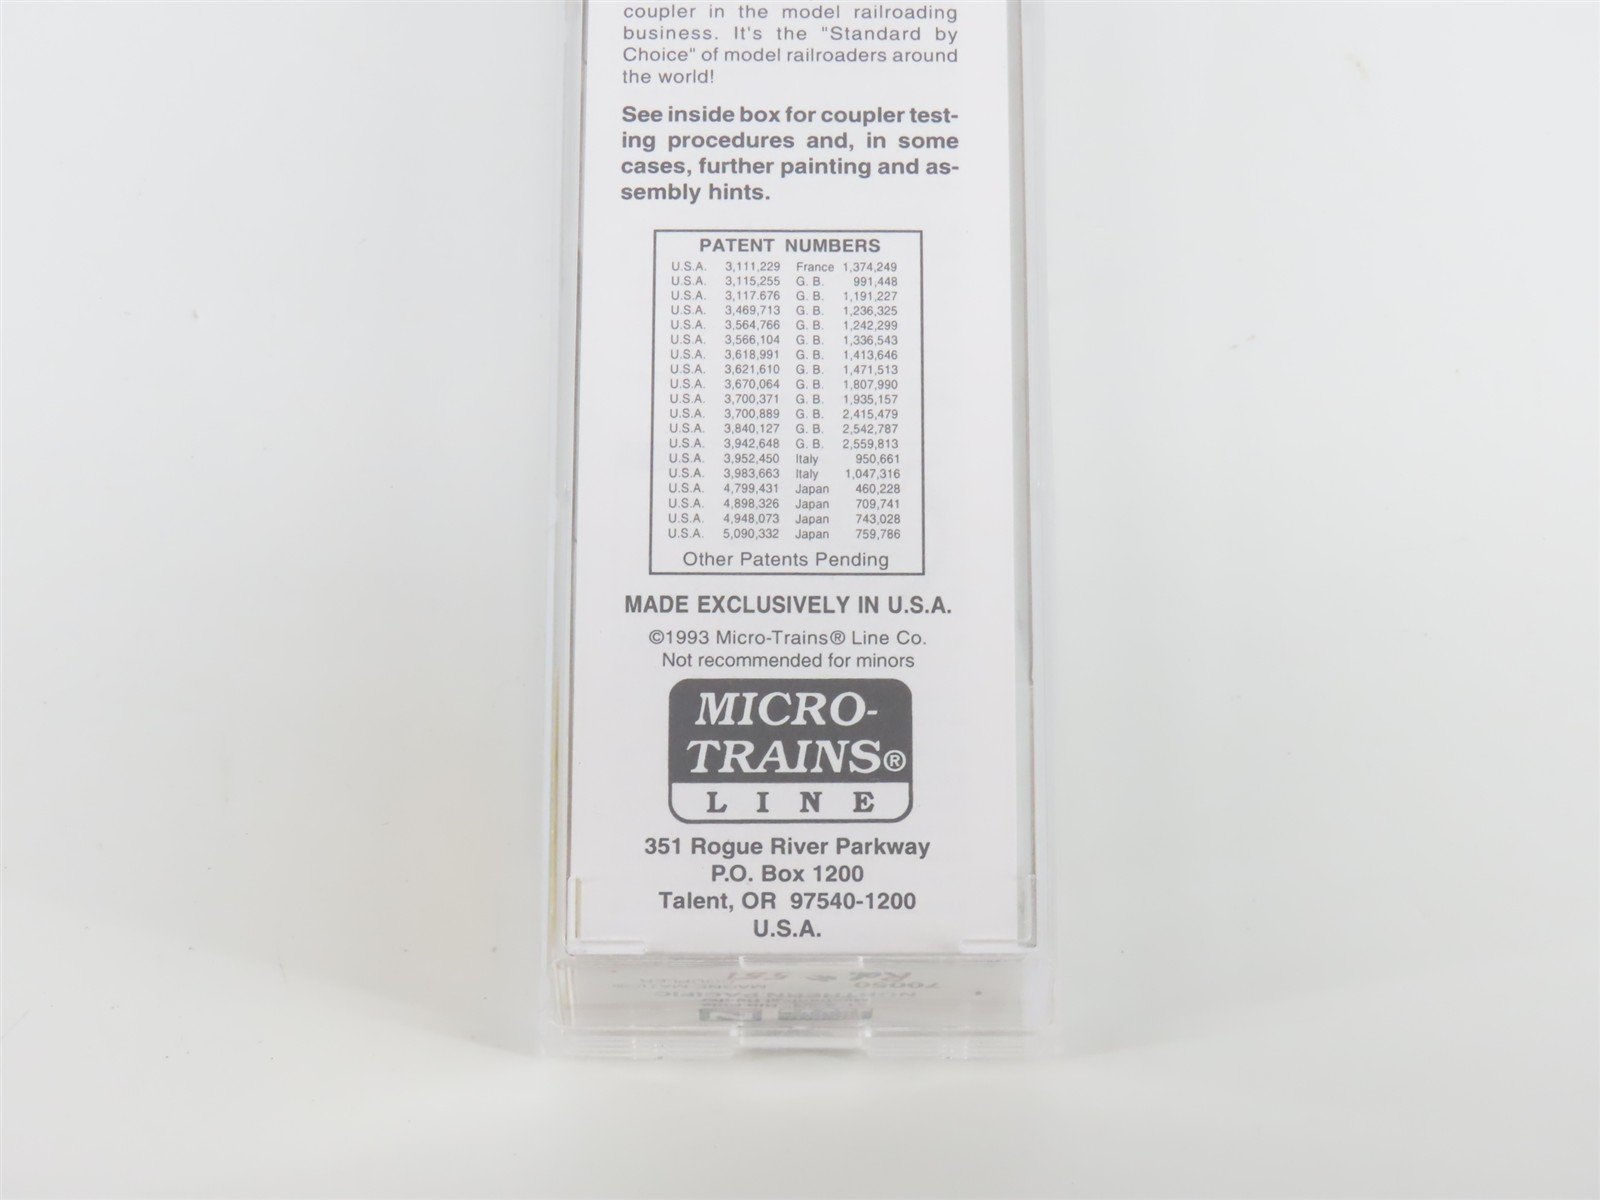 coupler in the model railroading
business. It's the "Standard by
Choice" of model railroaders around
the world!
See inside box for coupler test-
ing procedures and, in some
cases, further painting and as-
sembly hints.
PATENT NUMBERS
U.S.A. 3,111,229 France 1,374,249
U.S.A. 3,115,255 G. B. 991,448
U.S.A. 3,117.676 G. B. 1,191,227
U.S.A. 3,469,713 G. B. 1,236,325
U.S.A. 3,564,766 G. B. 1,242,299
U.S.A. 3,566,104 G. B. 1,336,543
U.S.A. 3,618,991 G. B. 1,413,646
U.S.A. 3,621,610 G. B. 1,471,513
U.S.A. 3,670,064 G. B. 1,807,990
U.S.A. 3,700,371 G. B. 1,935,157
U.S.A. 3,700,889 G. B. 2,415,479
U.S.A. 3,840,127 G. B. 2,542,787
U.S.A. 3,942,648 G. B. 2,559,813
U.S.A. 3,952,450 Italy 950,661
U.S.A. 3,983,663 Italy 1,047,316
U.S.A. 4,799,431 Japan 460,228
U.S.A. 4,898,326 Japan 709,741
U.S.A. 4,948,073 Japan 743,028
U.S.A. 5,090,332 Japan 759,786
Other Patents Pending
MADE EXCLUSIVELY IN U.S.A.
©1993 Micro-Trains® Line Co.
Not recommended for minors
MICRO-
TRAINS®
LINE
351 Rogue River Parkway
P.O. Box 1200
Talent, OR 97540-1200
U.S.A.
70050
NORTHERN PACIFIC